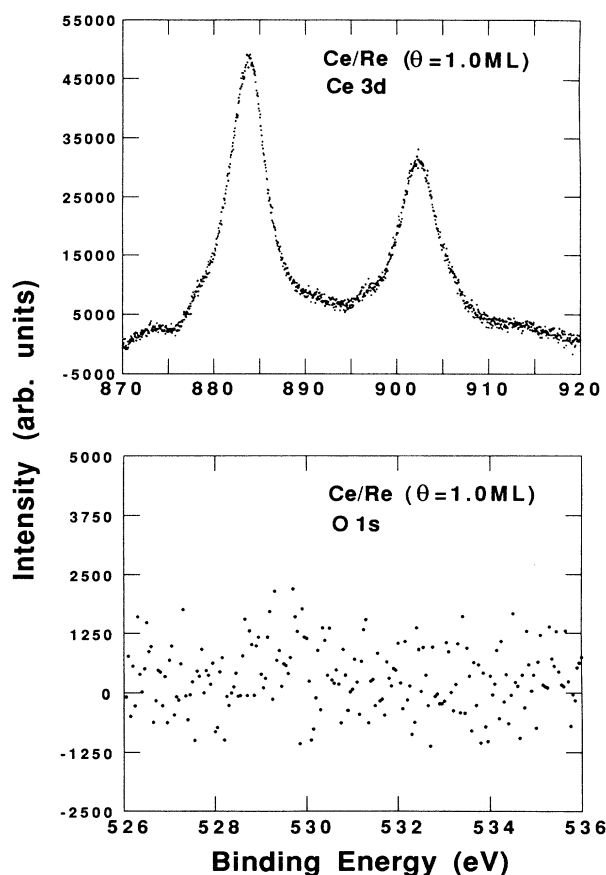 55000
45000
35000
25000
15000
5000
-5000
Ce/Re (θ=1.0ML)
Ce 3d
870 880 890 900 910 920
Intensity (arb. units)
5000
3750
2500
1250
0
-1250
-2500
Ce/Re (θ=1.0ML)
O 1s
526 528 530 532 534 536
Binding Energy (eV)